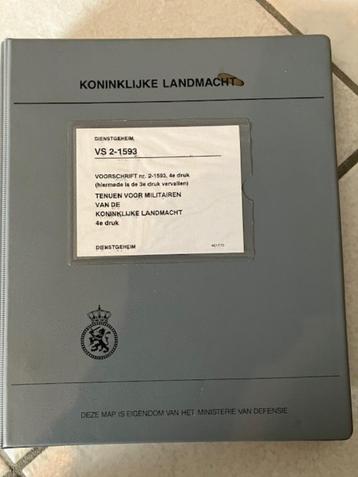 KONINKLIJKE LANDMACHT
DIENSTGEHEIM
VS 2-1593
VOORSCHRIFT nr. 2-1593, 4e druk
(hiermede is de 3e druk vervallen)
TENUEN VOOR MILITAIREN
VAN DE
KONINKLIJKE LANDMACHT
4e druk
DIENSTGEHEIM
DEZE MAP IS EIGENDOM VAN HET MINISTERIE VAN DEFENSIE